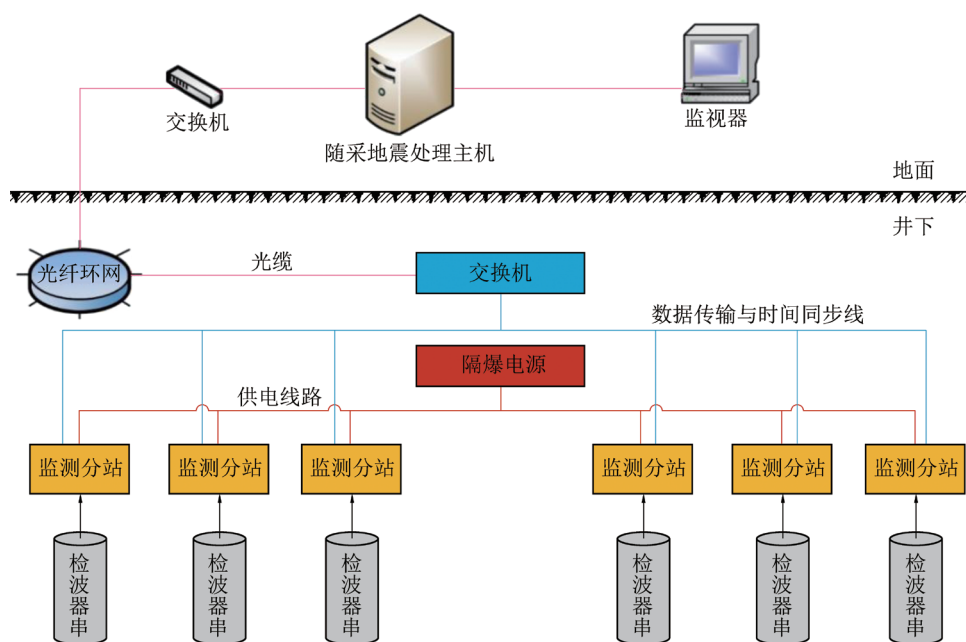 交换机
随采地震处理主机
监视器
地面
井下
光纤环网
光缆
交换机
数据传输与时间同步线
隔爆电源
供电线路
监测分站
监测分站
监测分站
监测分站
监测分站
监测分站
检波器串
检波器串
检波器串
检波器串
检波器串
检波器串